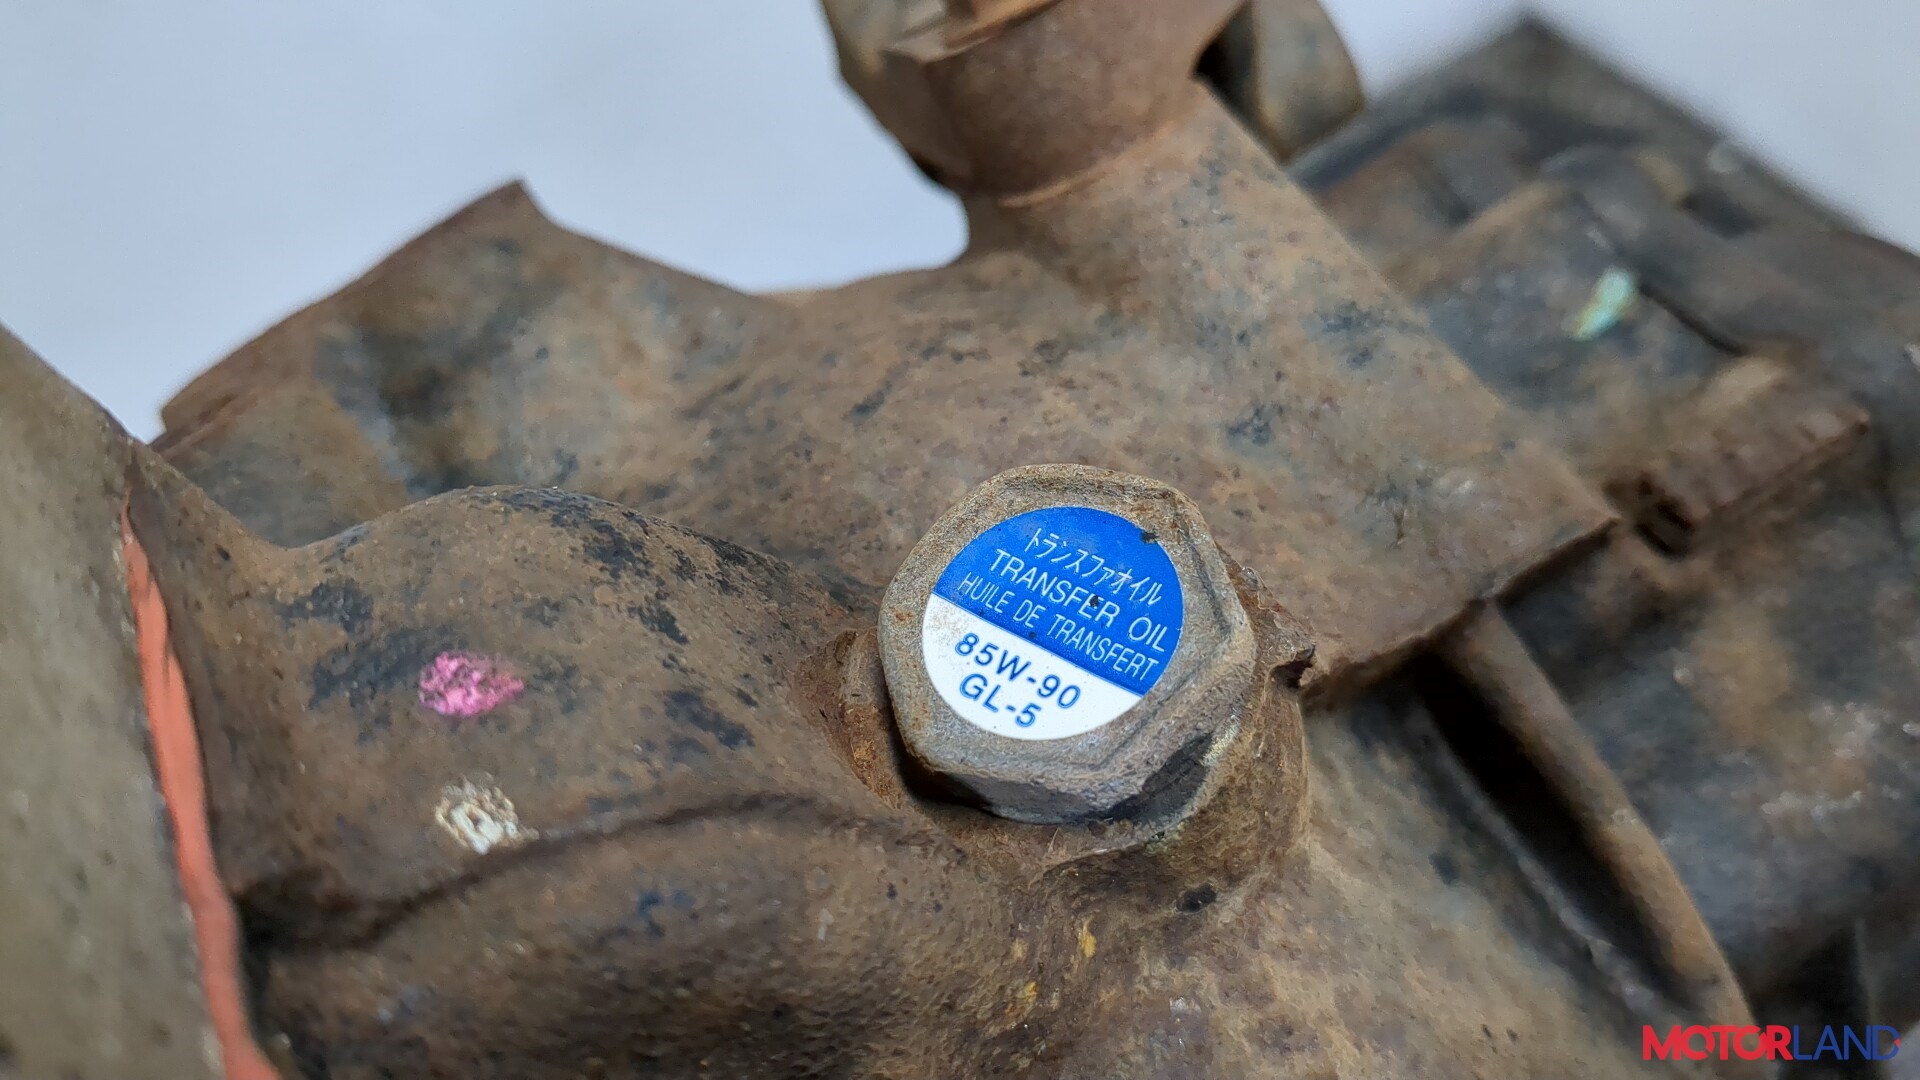 トランスファオイル
TRANSFER OIL
HUILE DE TRANSFERT
85W-90
GL-5
MOTORLAND